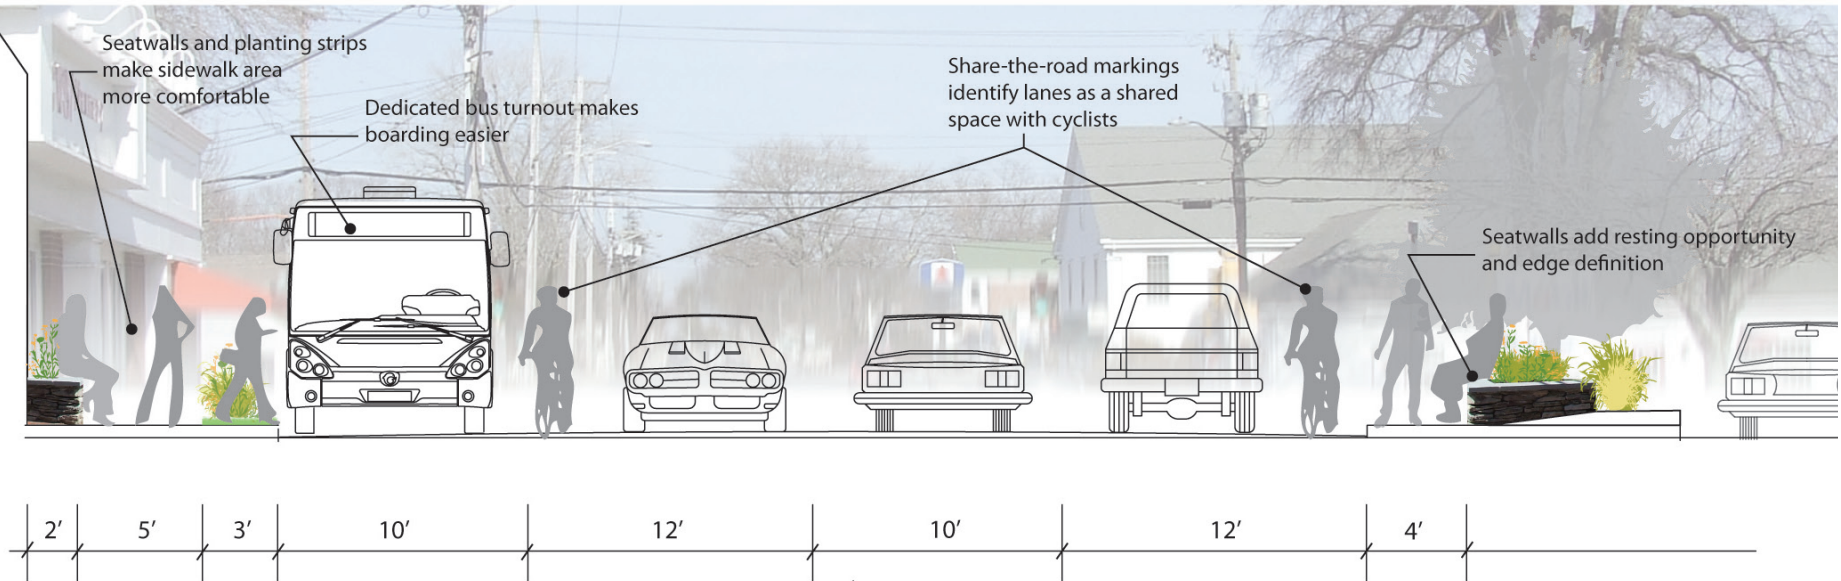 Seatwalls and planting strips
make sidewalk area
more comfortable
Dedicated bus turnout makes
boarding easier
Share-the-road markings
identify lanes as a shared
space with cyclists
Seatwalls add resting opportunity
and edge definition
2’ 5’ 3’ 10’ 12’ 10’ 12’ 4’